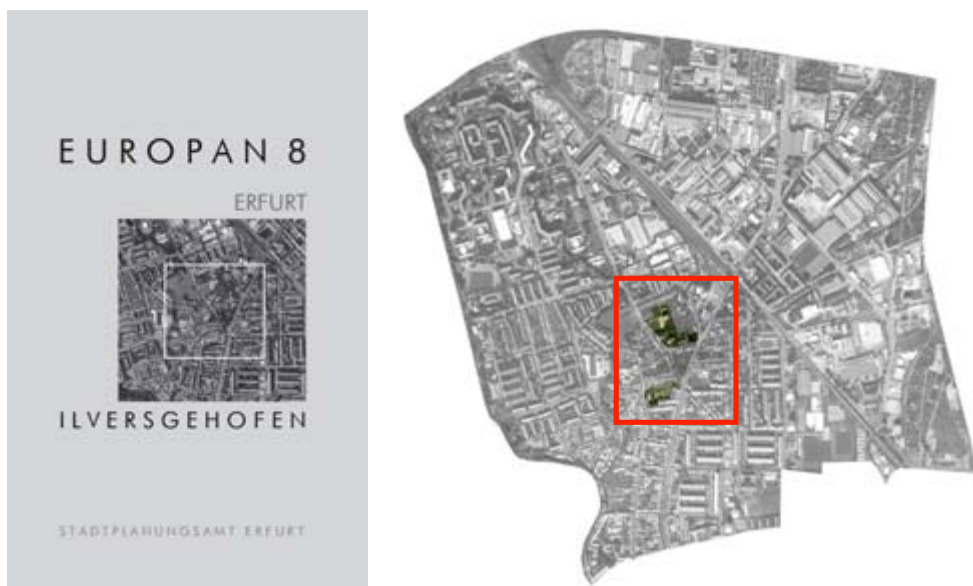 EUROPAN 8
ERFURT
ILVERSGEHOFEN
STADTPLANUNGSAMT ERFURT